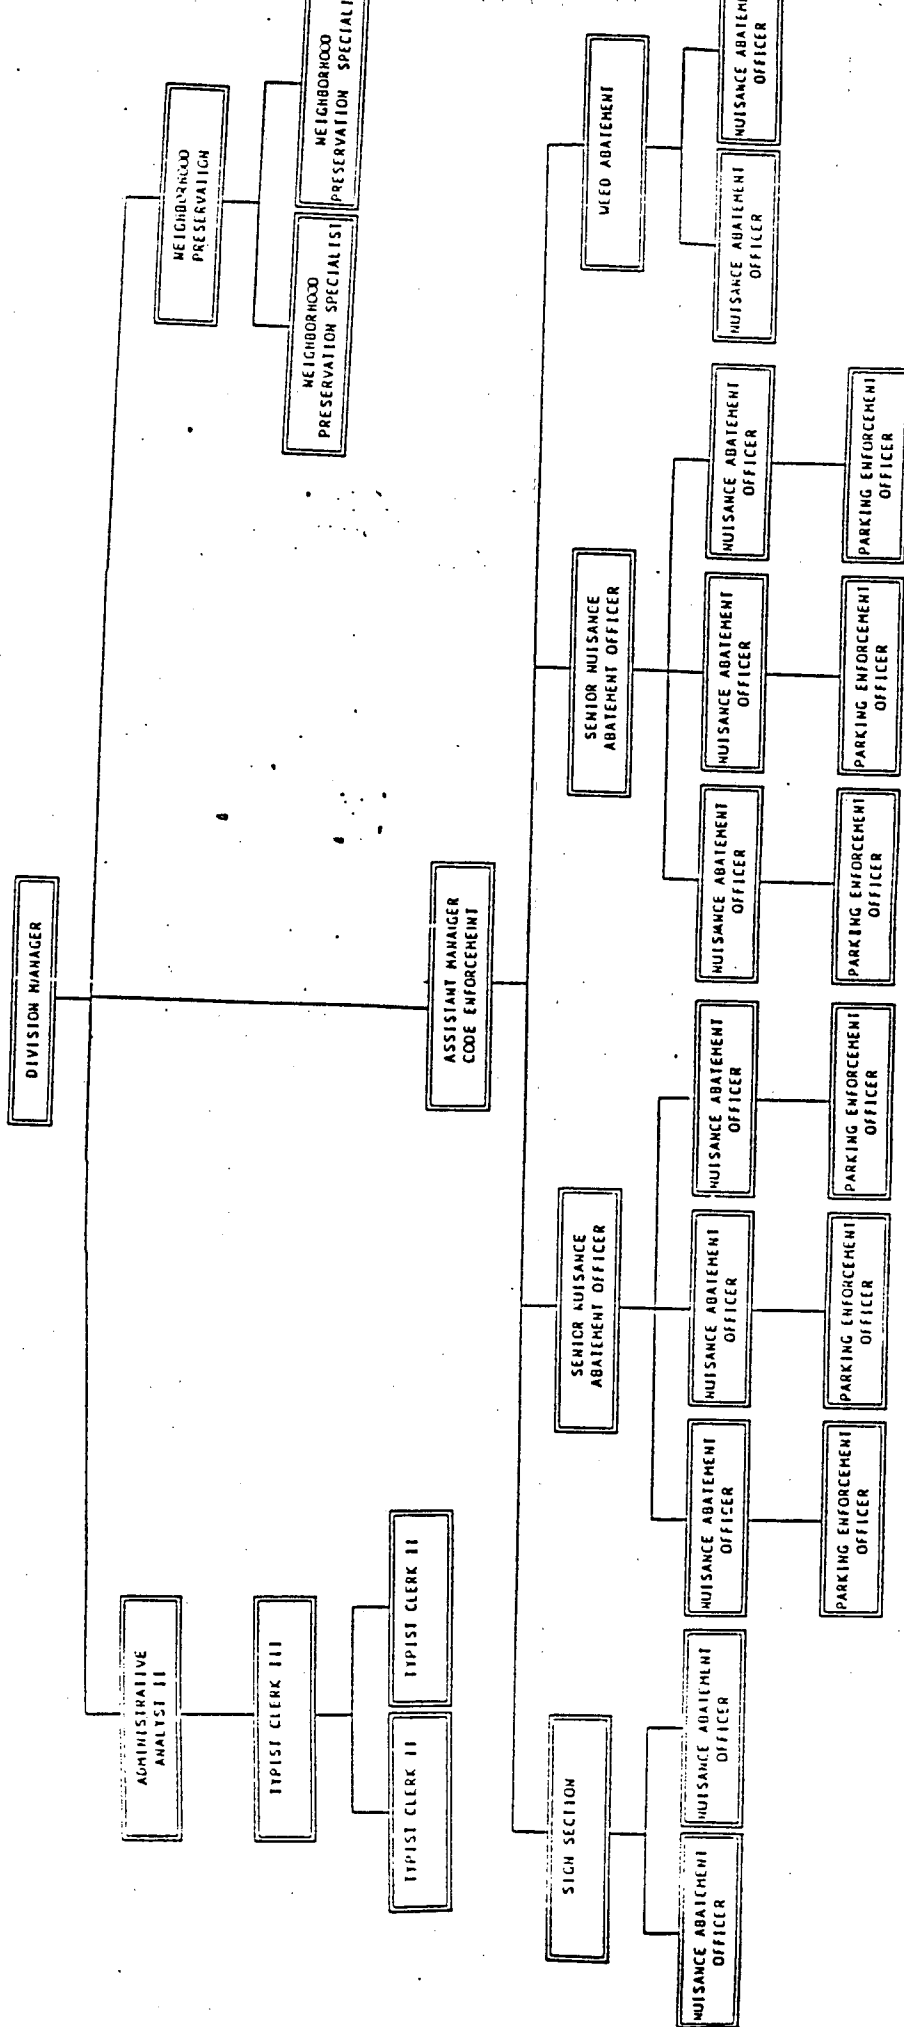 DIVISION MANAGER
ADMINISTRATIVE
ANALYST II
NEIGHBORHOOD
PRESERVATION
TYPIST CLERK III
NEIGHBORHOOD
PRESERVATION SPECIALIST
NEIGHBORHOOD
PRESERVATION SPECIALI
TYPIST CLERK II
TYPIST CLERK II
ASSISTANT MANAGER
CODE ENFORCEMENT
SIGN SECTION
SENIOR NUISANCE
ABATEMENT OFFICER
SENIOR NUISANCE
ABATEMENT OFFICER
WEED ABATEMENT
NUISANCE ABATEMENT
OFFICER
NUISANCE ABATEMENT
OFFICER
NUISANCE ABATEMENT
OFFICER
NUISANCE ABATEMENT
OFFICER
NUISANCE ABATEMENT
OFFICER
NUISANCE ABATEMENT
OFFICER
NUISANCE ABATEMENT
OFFICER
NUISANCE ABATEMENT
OFFICER
NUISANCE ABATEMENT
OFFICER
NUISANCE ABATEM
OFFICER
PARKING ENFORCEMENT
OFFICER
PARKING ENFORCEMENT
OFFICER
PARKING ENFORCEMENT
OFFICER
PARKING ENFORCEMENT
OFFICER
PARKING ENFORCEMENT
OFFICER
PARKING ENFORCEMENT
OFFICER